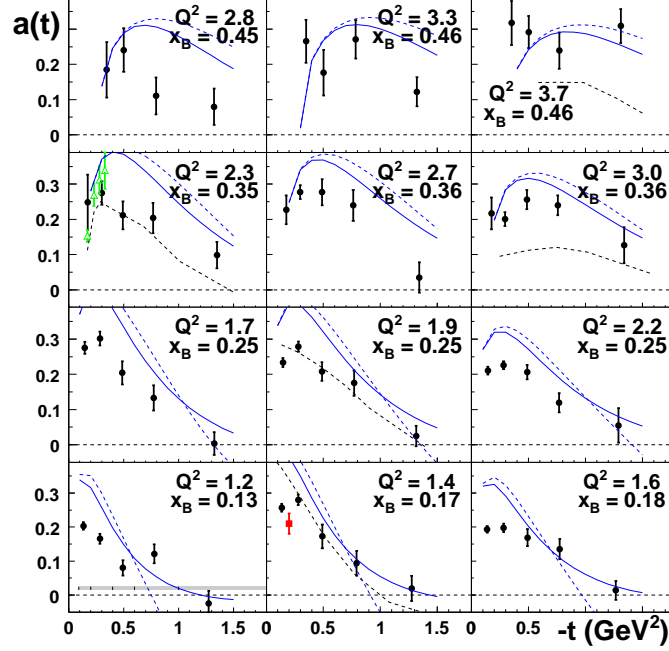 a(t)
Q² = 2.8
x_B = 0.45
Q² = 3.3
x_B = 0.46
Q² = 3.7
x_B = 0.46
0.3
0.2
0.1
0
Q² = 2.3
x_B = 0.35
Q² = 2.7
x_B = 0.36
Q² = 3.0
x_B = 0.36
0.3
0.2
0.1
0
Q² = 1.7
x_B = 0.25
Q² = 1.9
x_B = 0.25
Q² = 2.2
x_B = 0.25
0.3
0.2
0.1
0
Q² = 1.2
x_B = 0.13
Q² = 1.4
x_B = 0.17
Q² = 1.6
x_B = 0.18
0.3
0.2
0.1
0
0 0.5 1 0 0.5 1 0 0.5 1
-t (GeV²)